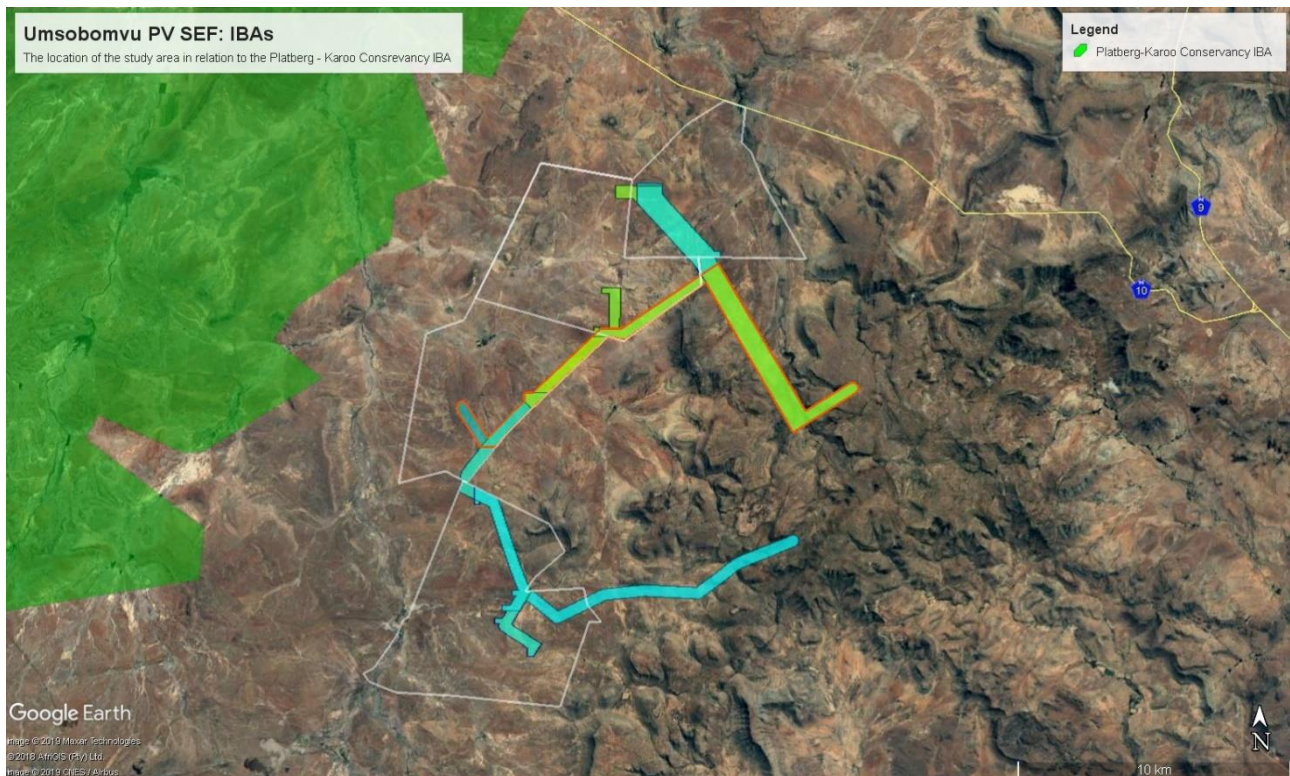 Umsobomvu PV SEF: IBAs
The location of the study area in relation to the Platberg - Karoo Consrevancy IBA
Legend
Platberg-Karoo Conservancy IBA
9
10
Google Earth
Image © 2019 Maxar Technologies
© 2018 AfriGIS (Pty) Ltd.
Image © 2019 CNES / Airbus
N
10 km